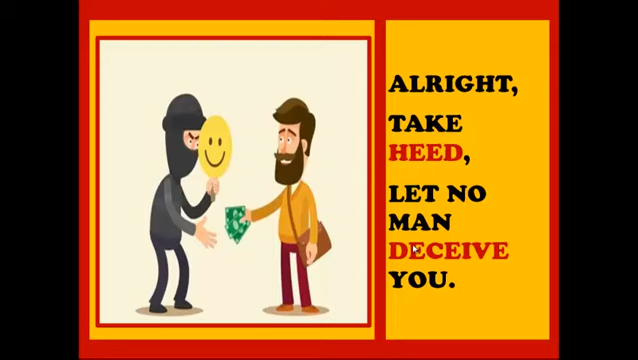 ALRIGHT,
TAKE
HEED,
LET NO
MAN
DECEIVE
YOU.